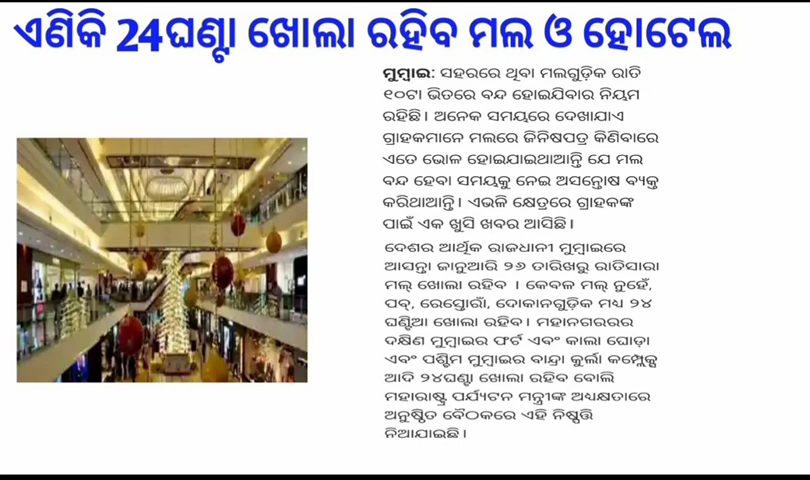 ଏଣିକି 24ଘଣ୍ଟା ଖୋଲା ରହିବ ମଲ ଓ ହୋଟେଲ
ମୁମ୍ବାଇ: ସହରରେ ଥିବା ମଲଗୁଡ଼ିକ ରାତି
୧୦ଟା ଭିତରେ ବନ୍ଦ ହୋଇଯିବାର ନିୟମ
ରହିଛି । ଅନେକ ସମୟରେ ଦେଖାଯାଏ
ଗ୍ରାହକମାନେ ମଲରେ ଜିନିଷପତ୍ର କିଣିବାରେ
ଏତେ ଭୋଳ ହୋଇଯାଇଥାଆନ୍ତି ଯେ ମଲ
ବନ୍ଦ ହେବା ସମୟକୁ ନେଇ ଅସନ୍ତୋଷ ବ୍ୟକ୍ତ
କରିଥାଆନ୍ତି । ଏଭଳି କ୍ଷେତ୍ରରେ ଗ୍ରାହକଙ୍କ
ପାଇଁ ଏକ ଖୁସି ଖବର ଆସିଛି ।
ଦେଶର ଆର୍ଥିକ ରାଜଧାନୀ ମୁମ୍ବାଇରେ
ଆସନ୍ତା ଜାନୁଆରି ୨୬ ତାରିଖରୁ ରାତିସାରା
ମଲ୍ ଖୋଲା ରହିବ । କେବଳ ମଲ୍ ନୁହେଁ,
ପବ୍, ରେସ୍ତୋରାଁ, ଦୋକାନଗୁଡ଼ିକ ମଧ୍ୟ ୨୪
ଘଣ୍ଟିଆ ଖୋଲା ରହିବ । ମହାନଗରରର
ଦକ୍ଷିଣ ମୁମ୍ବାଇର ଫର୍ଟ ଏବଂ କାଲା ଘୋଡ଼ା
ଏବଂ ପଶ୍ଚିମ ମୁମ୍ବାଇର ବାନ୍ଦ୍ରା କୁର୍ଲା କମ୍ପ୍ଲେକ୍ସ
ଆଦି ୨୪ଘଣ୍ଟା ଖୋଲା ରହିବ ବୋଲି
ମହାରାଷ୍ଟ୍ର ପର୍ଯ୍ୟଟନ ମନ୍ତ୍ରୀଙ୍କ ଅଧ୍ୟକ୍ଷତାରେ
ଅନୁଷ୍ଠିତ ବୈଠକରେ ଏହି ନିଷ୍ପତ୍ତି
ନିଆଯାଇଛି ।